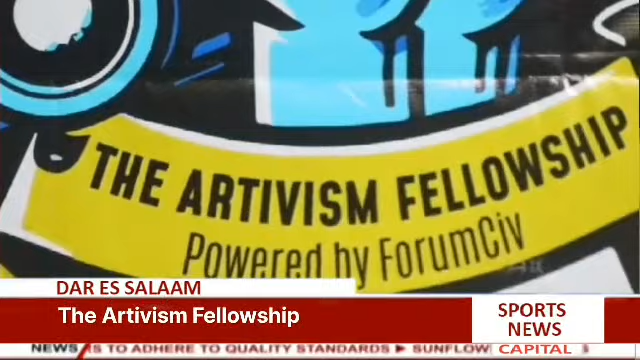 THE ARTIVISM FELLOWSHIP
Powered by ForumCiv
DAR ES SALAAM
The Artivism Fellowship
SPORTS
NEWS
NEWS
S TO ADHERE TO QUALITY STANDARDS ► SUNFLOW
CAPITAL